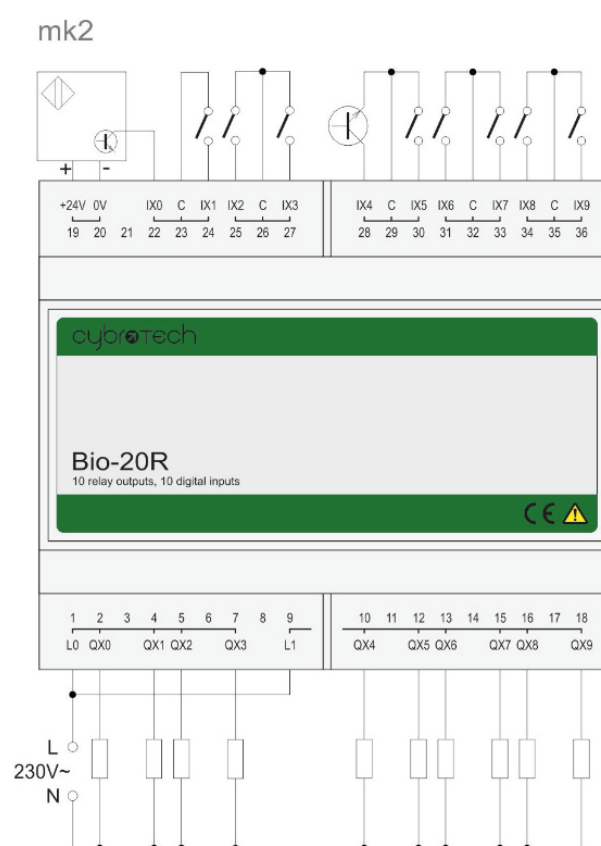 mk2
+ -
+24V 0V IX0 C IX1 IX2 C IX3 IX4 C IX5 IX6 C IX7 IX8 C IX9
19 20 21 22 23 24 25 26 27 28 29 30 31 32 33 34 35 36
cybrotech
Bio-20R
10 relay outputs, 10 digital inputs
CE
1 2 3 4 5 6 7 8 9 10 11 12 13 14 15 16 17 18
L0 QX0 QX1 QX2 QX3 L1 QX4 QX5 QX6 QX7 QX8 QX9
L
230V~
N